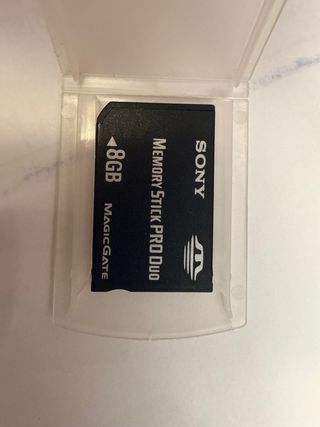 SONY
MEMORY STICK PRO DUO
◀8GB
MAGICGATE